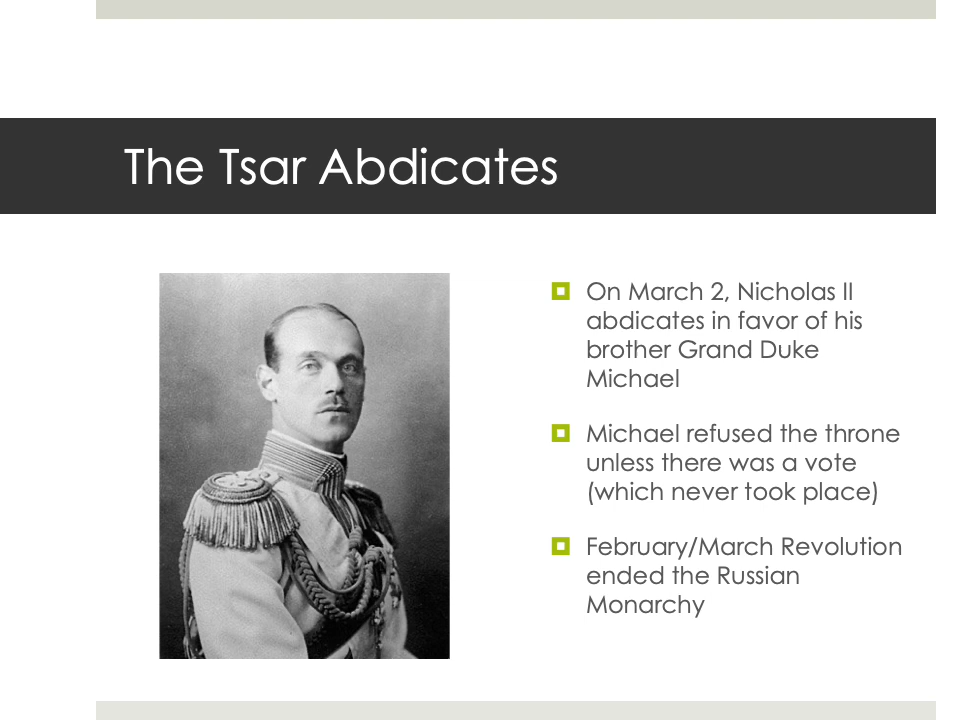 The Tsar Abdicates
On March 2, Nicholas II
abdicates in favor of his
brother Grand Duke
Michael
Michael refused the throne
unless there was a vote
(which never took place)
February/March Revolution
ended the Russian
Monarchy